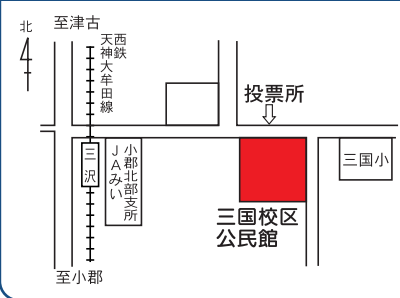 至津古
北
西鉄
天神大牟田線
投票所
三沢
JAみい
小郡北部支所
三国小
三国校区
公民館
至小郡